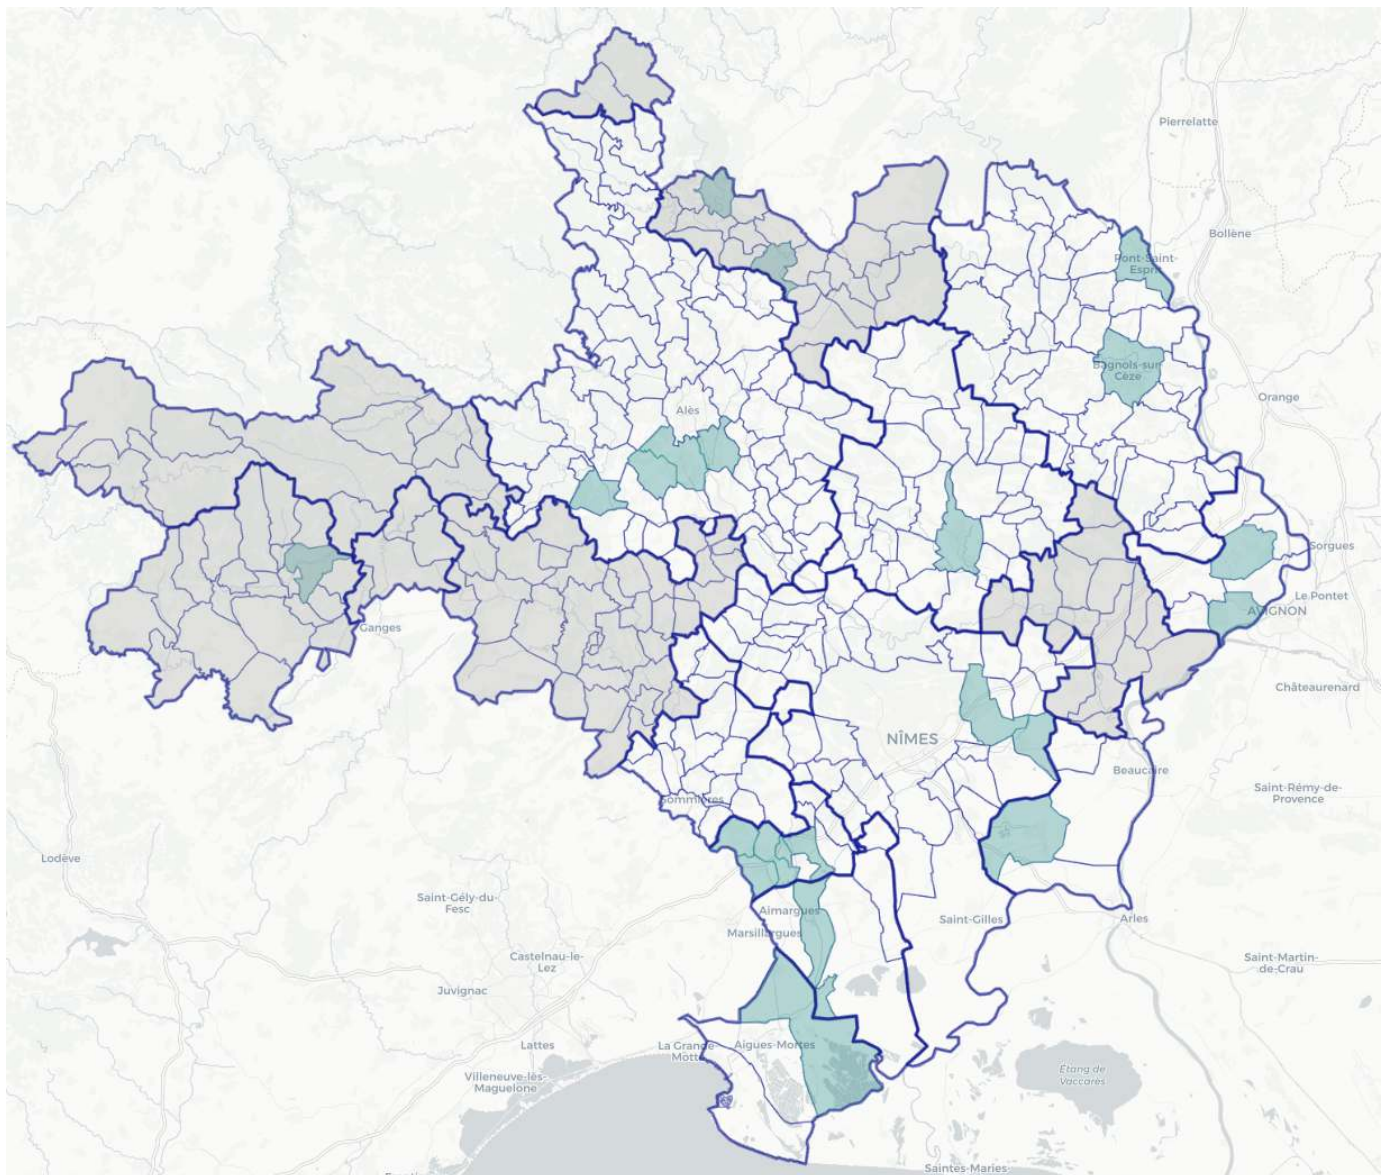 Pierrelatte
Bollène
Pont-Saint-
Esprit
Bagnols-sur-
Cèze
Orange
Alès
Sorgues
Le Pontet
AVIGNON
Ganges
Châteaurenard
NÎMES
Beaucaire
Saint-Rémy-de-
Provence
Sommières
Lodève
Saint-Gély-du-
Fesc
Aimargues
Saint-Gilles
Arles
Marsillargues
Castelnau-le-
Lez
Saint-Martin-
de-Crau
Juvignac
Lattes
La Grande-
Motte
Aigues-Mortes
Villeneuve-lès-
Maguelone
Étang de
Vaccarès
Saintes-Maries